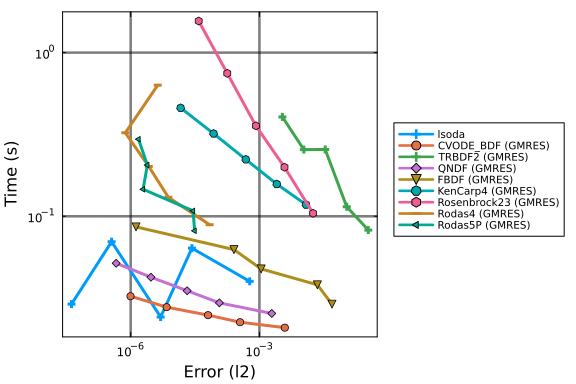 10⁰
10⁻¹
Time (s)
10⁻⁶
10⁻³
Error (l2)
lsoda
CVODE_BDF (GMRES)
TRBDF2 (GMRES)
QNDF (GMRES)
FBDF (GMRES)
KenCarp4 (GMRES)
Rosenbrock23 (GMRES)
Rodas4 (GMRES)
Rodas5P (GMRES)